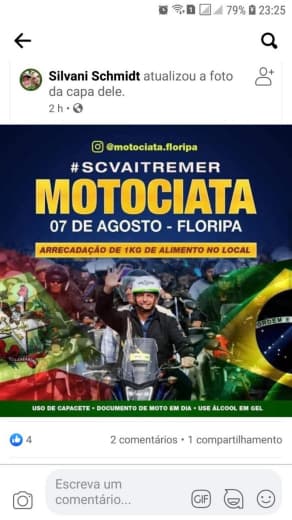 79% 23:25
Silvani Schmidt atualizou a foto
da capa dele.
2 h •
@motociata.floripa
#SCVAITREMER
MOTOCIATA
07 DE AGOSTO - FLORIPA
ARRECADAÇÃO DE 1KG DE ALIMENTO NO LOCAL
USO DE CAPACETE • DOCUMENTO DE MOTO EM DIA • USE ÁLCOOL EM GEL
4
2 comentários • 1 compartilhamento
Escreva um
comentário...
GIF